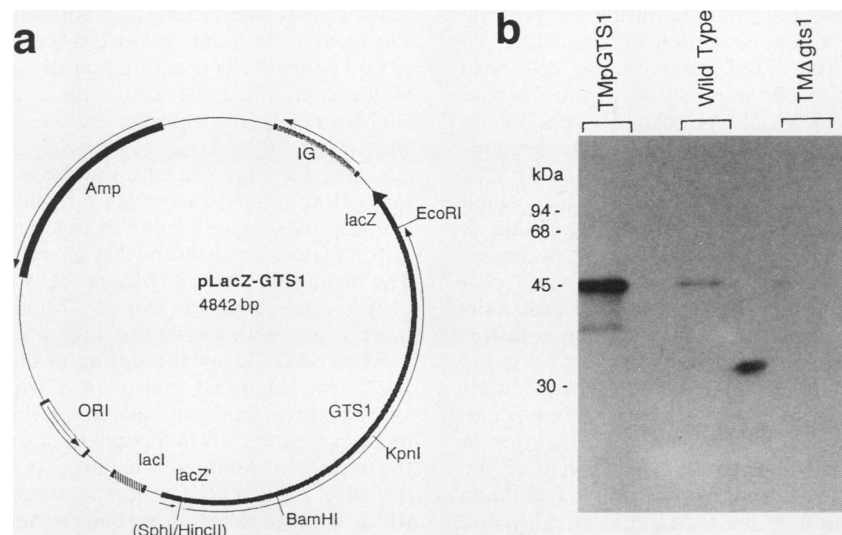 a
Amp
IG
lacZ
EcoRI
pLacZ-GTS1
4842 bp
GTS1
ORI
KpnI
lacI
lacZ'
BamHI
(SphI/HincII)
b
TMpGTS1
Wild Type
TMΔgts1
kDa
94 -
68 -
45 -
30 -